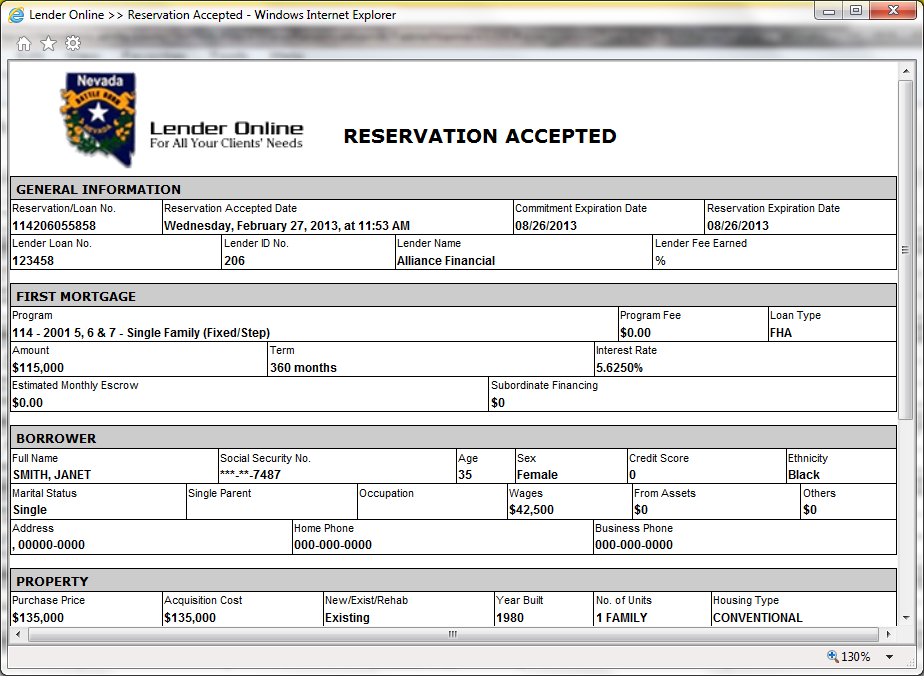 Lender Online >> Reservation Accepted - Windows Internet Explorer
Nevada
BATTLE BORN
NEVADA
Lender Online
For All Your Clients' Needs
RESERVATION ACCEPTED
GENERAL INFORMATION
Reservation/Loan No. Reservation Accepted Date Commitment Expiration Date Reservation Expiration Date
114206055858 Wednesday, February 27, 2013, at 11:53 AM 08/26/2013 08/26/2013
Lender Loan No. Lender ID No. Lender Name Lender Fee Earned
123458 206 Alliance Financial %
FIRST MORTGAGE
Program Program Fee Loan Type
114 - 2001 5, 6 & 7 - Single Family (Fixed/Step) $0.00 FHA
Amount Term Interest Rate
$115,000 360 months 5.6250%
Estimated Monthly Escrow Subordinate Financing
$0.00 $0
BORROWER
Full Name Social Security No. Age Sex Credit Score Ethnicity
SMITH, JANET ***-**-7487 35 Female 0 Black
Marital Status Single Parent Occupation Wages From Assets Others
Single $42,500 $0 $0
Address Home Phone Business Phone
, 00000-0000 000-000-0000 000-000-0000
PROPERTY
Purchase Price Acquisition Cost New/Exist/Rehab Year Built No. of Units Housing Type
$135,000 $135,000 Existing 1980 1 FAMILY CONVENTIONAL
130%